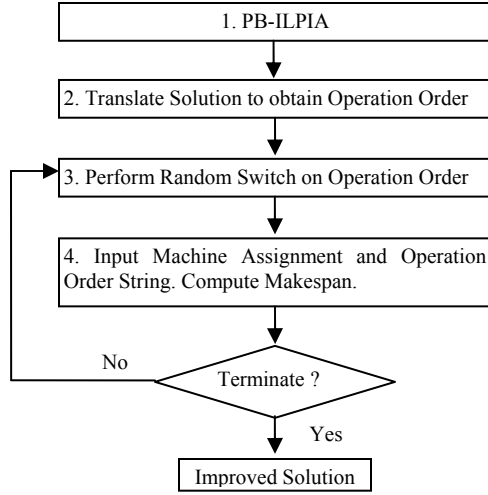 1. PB-ILPIA
2. Translate Solution to obtain Operation Order
3. Perform Random Switch on Operation Order
4. Input Machine Assignment and Operation
Order String. Compute Makespan.
No
Terminate ?
Yes
Improved Solution